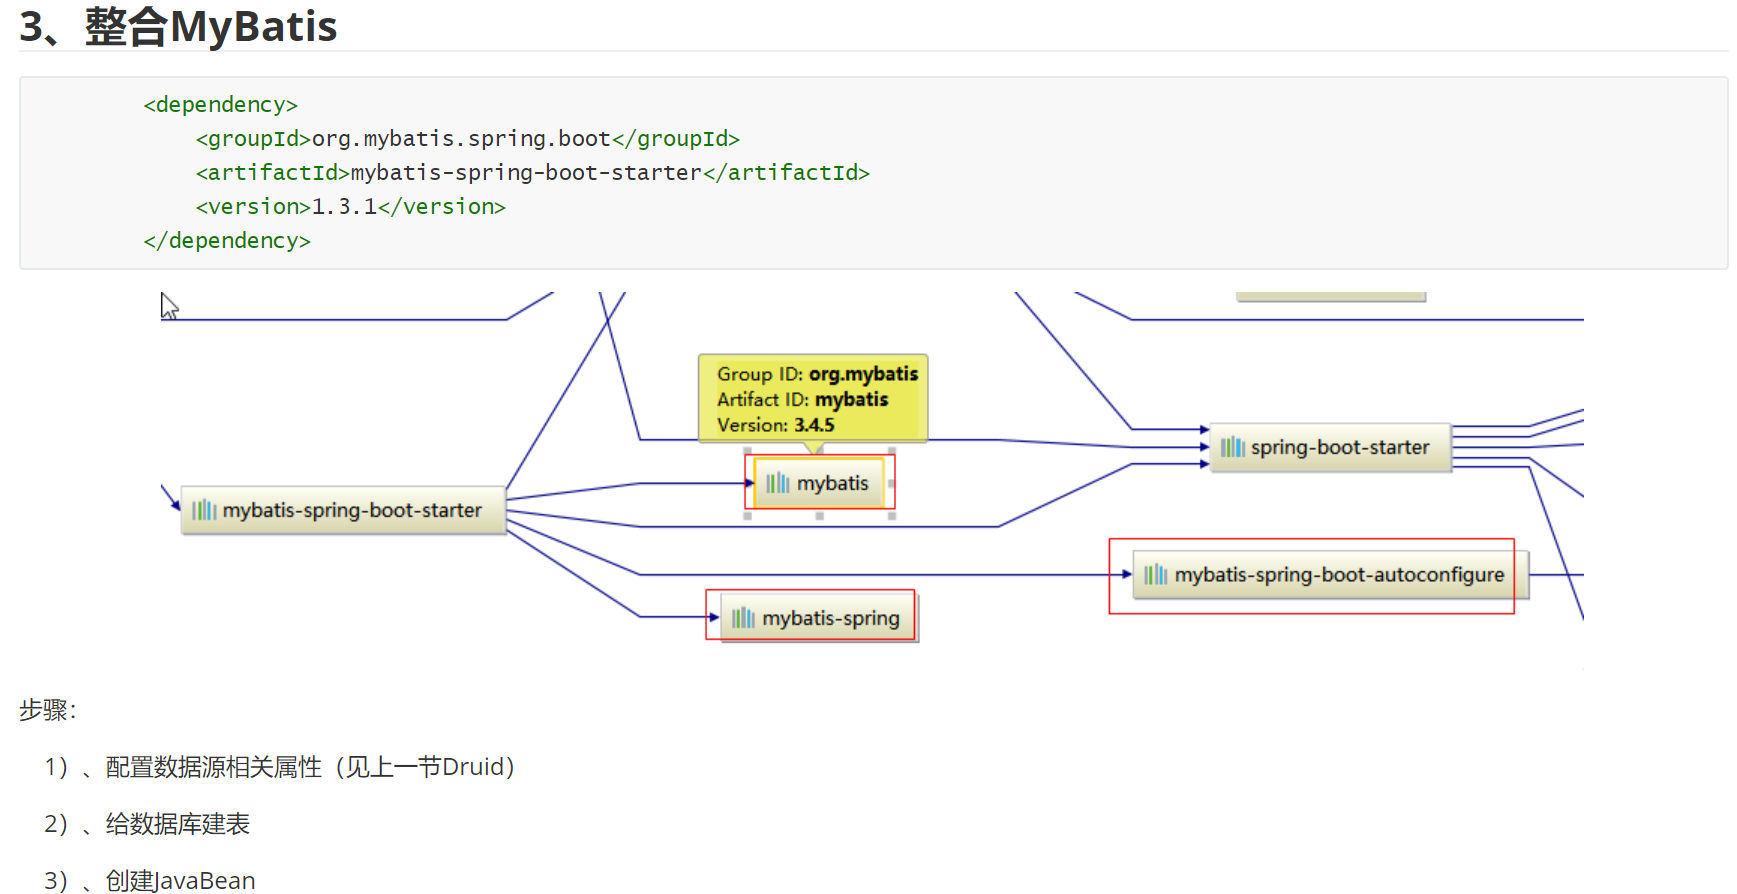 3、整合MyBatis
<dependency>
<groupId>org.mybatis.spring.boot</groupId>
<artifactId>mybatis-spring-boot-starter</artifactId>
<version>1.3.1</version>
</dependency>
Group ID: org.mybatis
Artifact ID: mybatis
Version: 3.4.5
spring-boot-starter
mybatis
mybatis-spring-boot-starter
mybatis-spring-boot-autoconfigure
mybatis-spring
步骤：
1）、配置数据源相关属性（见上一节Druid）
2）、给数据库建表
3）、创建JavaBean